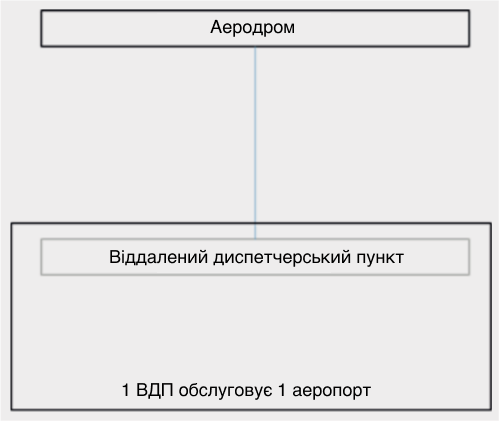 Аеродром
Віддалений диспетчерський пункт
1 ВДП обслуговує 1 аеропорт